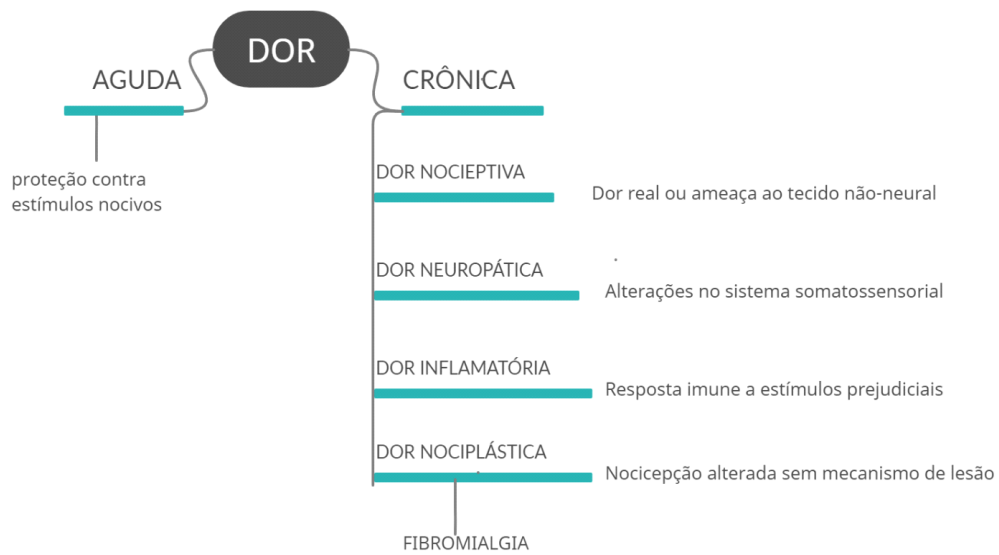 DOR
AGUDA
proteção contra
estímulos nocivos
CRÔNICA
DOR NOCIEPTIVA
Dor real ou ameaça ao tecido não-neural
.
DOR NEUROPÁTICA
Alterações no sistema somatossensorial
DOR INFLAMATÓRIA
Resposta imune a estímulos prejudiciais
DOR NOCIPLÁSTICA
Nocicepção alterada sem mecanismo de lesão
FIBROMIALGIA